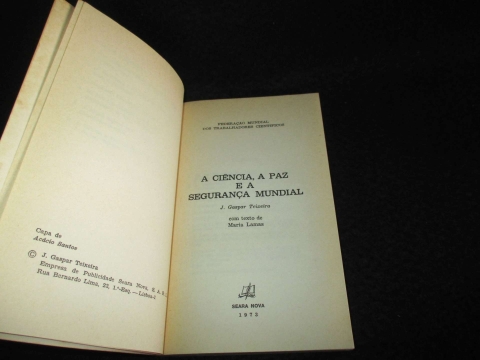 Capa de
Acácio Santos
© J. Gaspar Teixeira
Empresa de Publicidade Seara Nova, S. A. R. L.
Rua Bernardo Lima, 23, 1.º-Esq. — Lisboa-1
FEDERAÇÃO MUNDIAL
DOS TRABALHADORES CIENTÍFICOS
A CIÊNCIA, A PAZ
E A
SEGURANÇA MUNDIAL
J. Gaspar Teixeira
com texto de
Maria Lamas
SEARA NOVA
1972